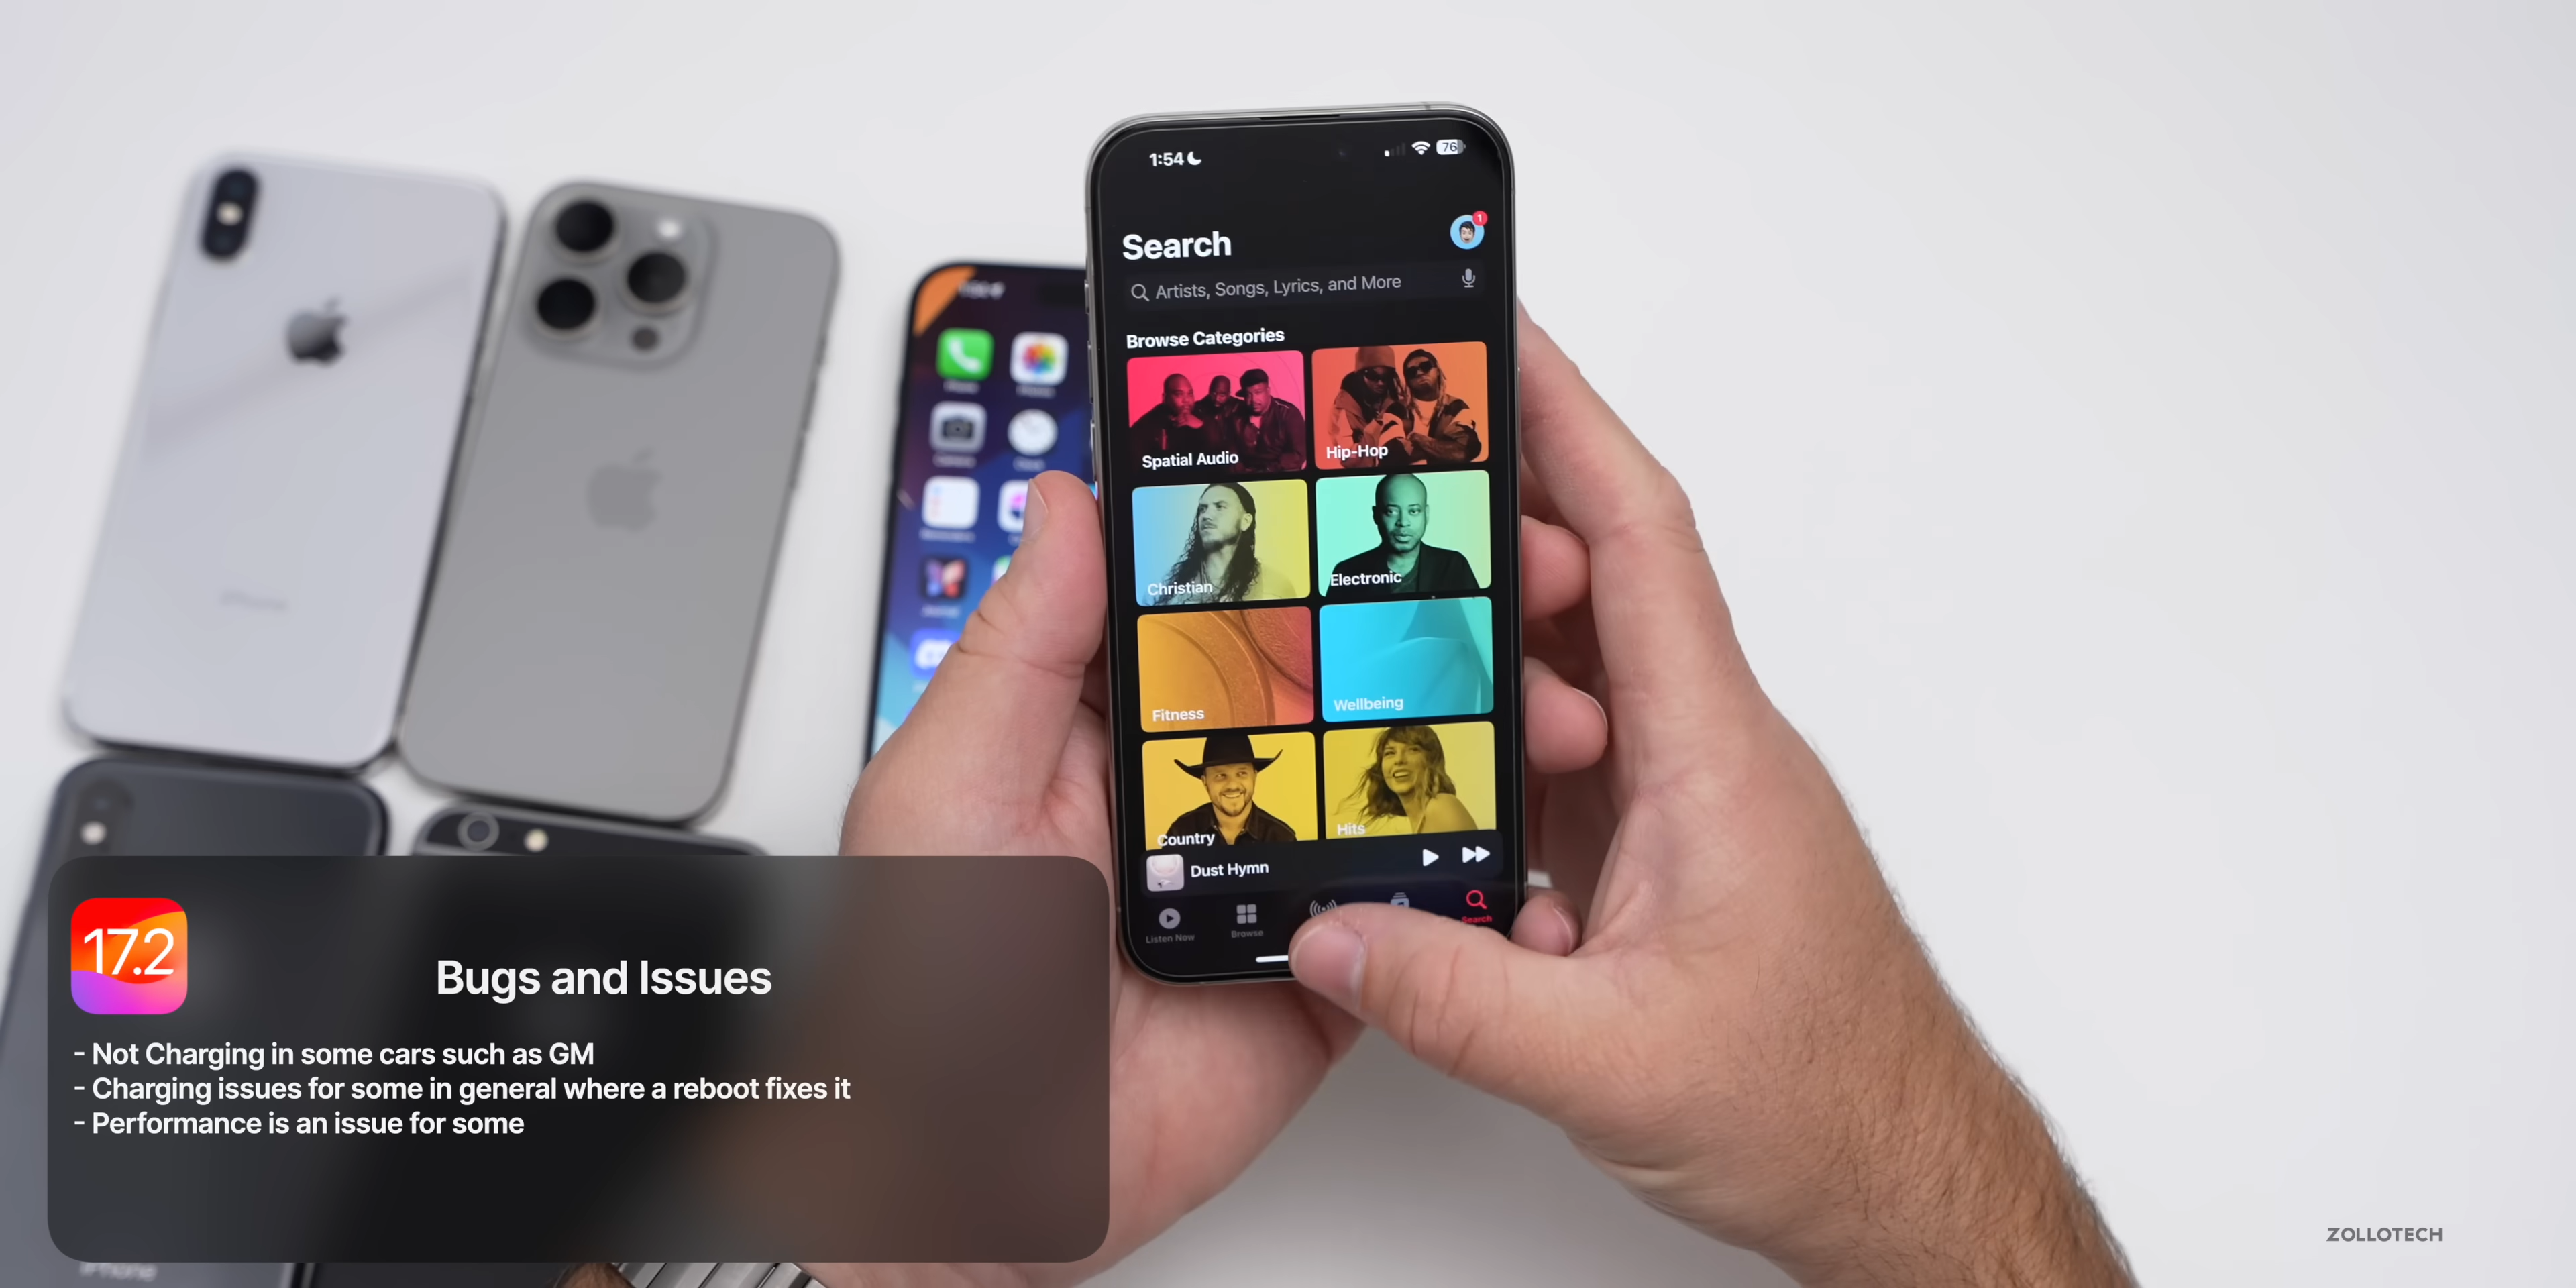 1:54
76
Search
1
Artists, Songs, Lyrics, and More
Browse Categories
Spatial Audio
Hip-Hop
Christian
Electronic
Fitness
Wellbeing
Country
Hits
Dust Hymn
Listen Now
Browse
Search
17.2
Bugs and Issues
- Not Charging in some cars such as GM
- Charging issues for some in general where a reboot fixes it
- Performance is an issue for some
iPhone
ZOLLOTECH